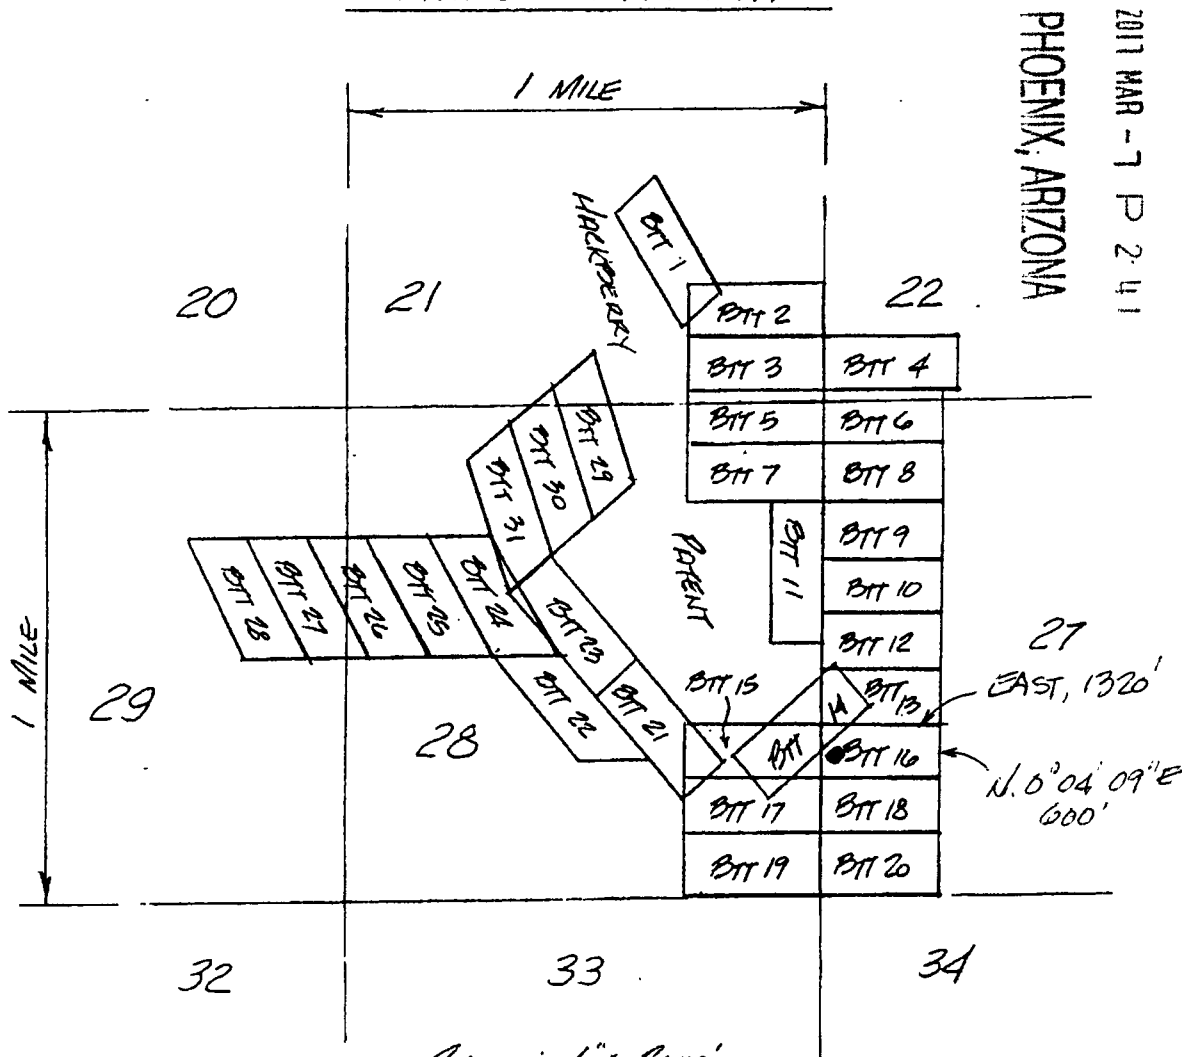 2017 MAR -7 P 2:41
PHOENIX, ARIZONA
1 MILE
HACKBERRY
BTT 1
20
21
22
BTT 2
BTT 3
BTT 4
BTT 5
BTT 6
BTT 7
BTT 8
BTT 29
BTT 30
BTT 31
PATENT
BTT 11
BTT 9
BTT 10
BTT 12
BTT 28
BTT 27
BTT 26
BTT 25
BTT 24
BTT 23
1 MILE
29
28
27
BTT 22
BTT 21
BTT 15
BTT 14
BTT 13
EAST, 1320'
BTT 16
N. 0° 04' 09" E
600'
BTT 17
BTT 18
BTT 19
BTT 20
32
33
34